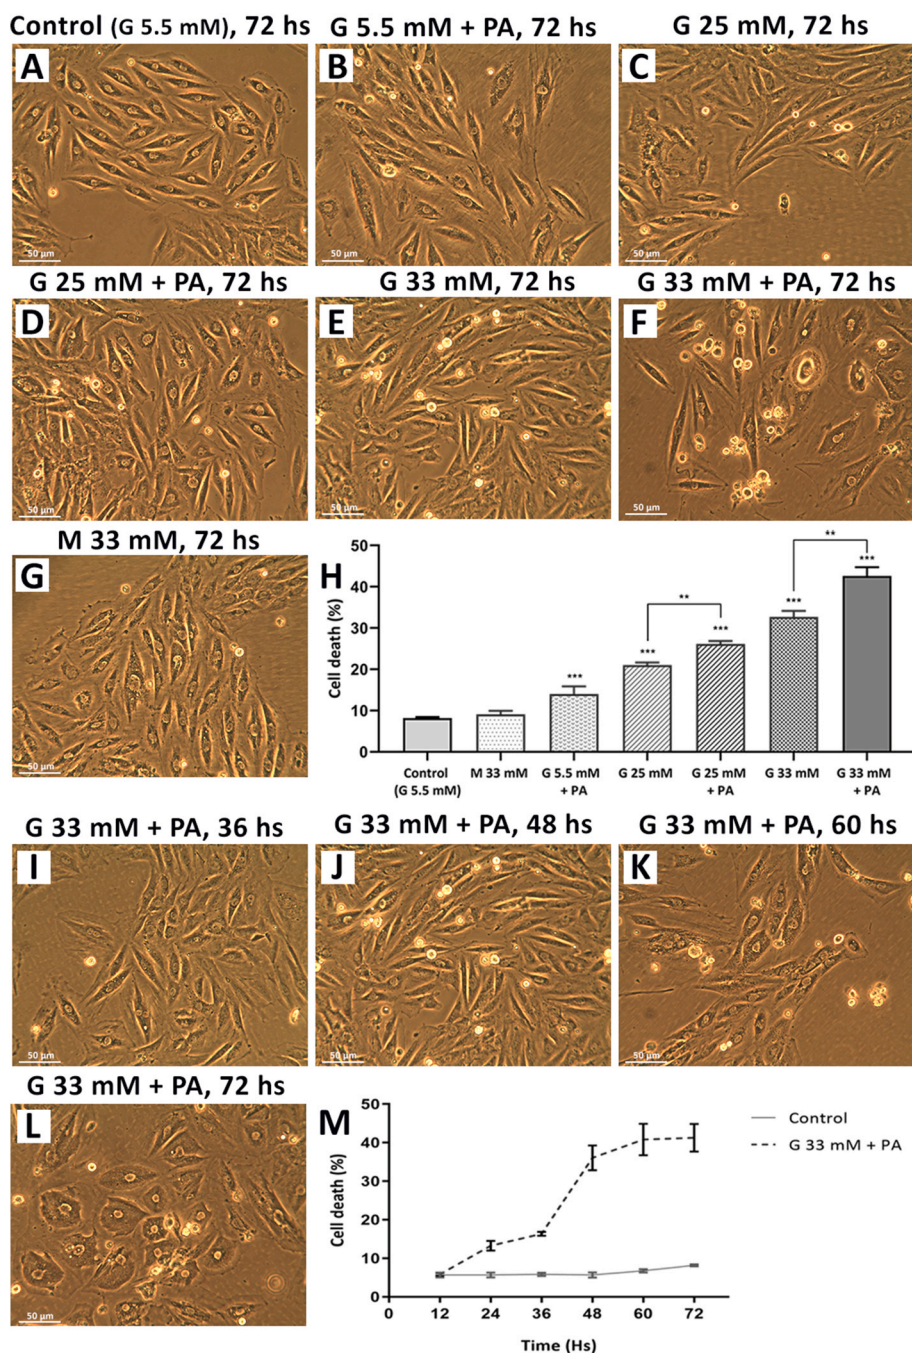 Control (G 5.5 mM), 72 hs
G 5.5 mM + PA, 72 hs
G 25 mM, 72 hs
A
B
C
50 µm
50 µm
50 µm
G 25 mM + PA, 72 hs
G 33 mM, 72 hs
G 33 mM + PA, 72 hs
D
E
F
50 µm
50 µm
50 µm
M 33 mM, 72 hs
G
50 µm
H
Cell death (%)
50
40
30
20
10
0
***
***
**
***
***
**
***
Control
(G 5.5 mM)
M 33 mM
G 5.5 mM
+ PA
G 25 mM
G 25 mM
+ PA
G 33 mM
G 33 mM
+ PA
G 33 mM + PA, 36 hs
G 33 mM + PA, 48 hs
G 33 mM + PA, 60 hs
I
J
K
50 µm
50 µm
50 µm
G 33 mM + PA, 72 hs
L
50 µm
M
Cell death (%)
50
40
30
20
10
0
0
12
24
36
48
60
72
Time (Hs)
Control
G 33 mM + PA